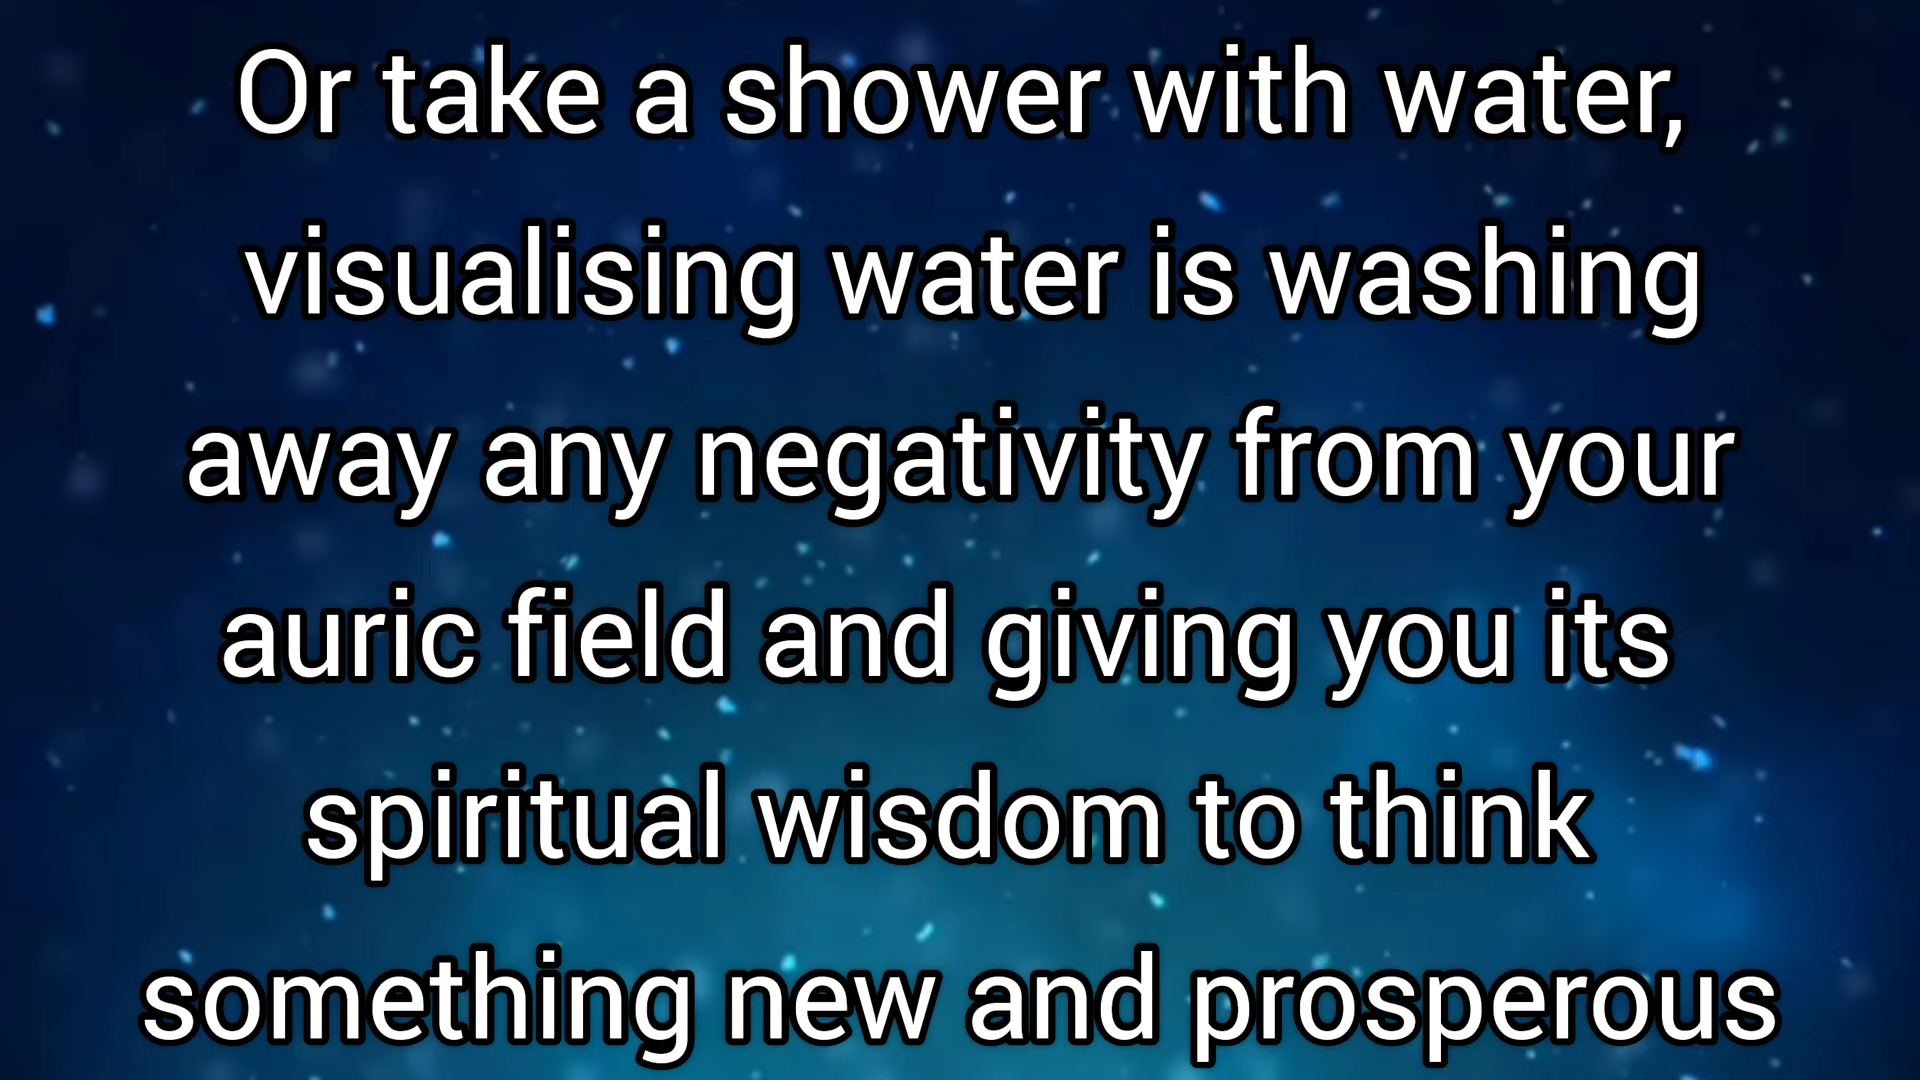 Or take a shower with water,
visualising water is washing
away any negativity from your
auric field and giving you its
spiritual wisdom to think
something new and prosperous